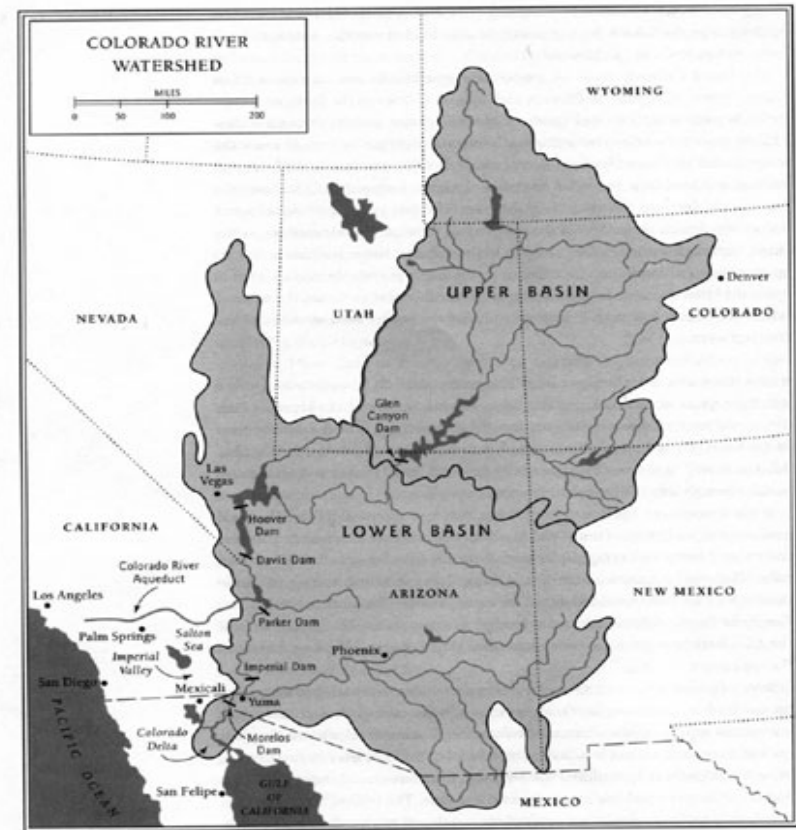 COLORADO RIVER
WATERSHED
MILES
0 50 100 200
WYOMING
Denver
UPPER BASIN
NEVADA
UTAH
COLORADO
Glen
Canyon
Dam
Las
Vegas
Hoover
Dam
LOWER BASIN
CALIFORNIA
Davis Dam
Colorado River
Aqueduct
Los Angeles
ARIZONA
NEW MEXICO
Palm Springs
Salton
Sea
Parker Dam
Imperial
Valley
Phoenix
Imperial Dam
San Diego
Mexicali
Yuma
Colorado
Delta
Morelos
Dam
PACIFIC OCEAN
San Felipe
GULF
OF
CALIFORNIA
MEXICO